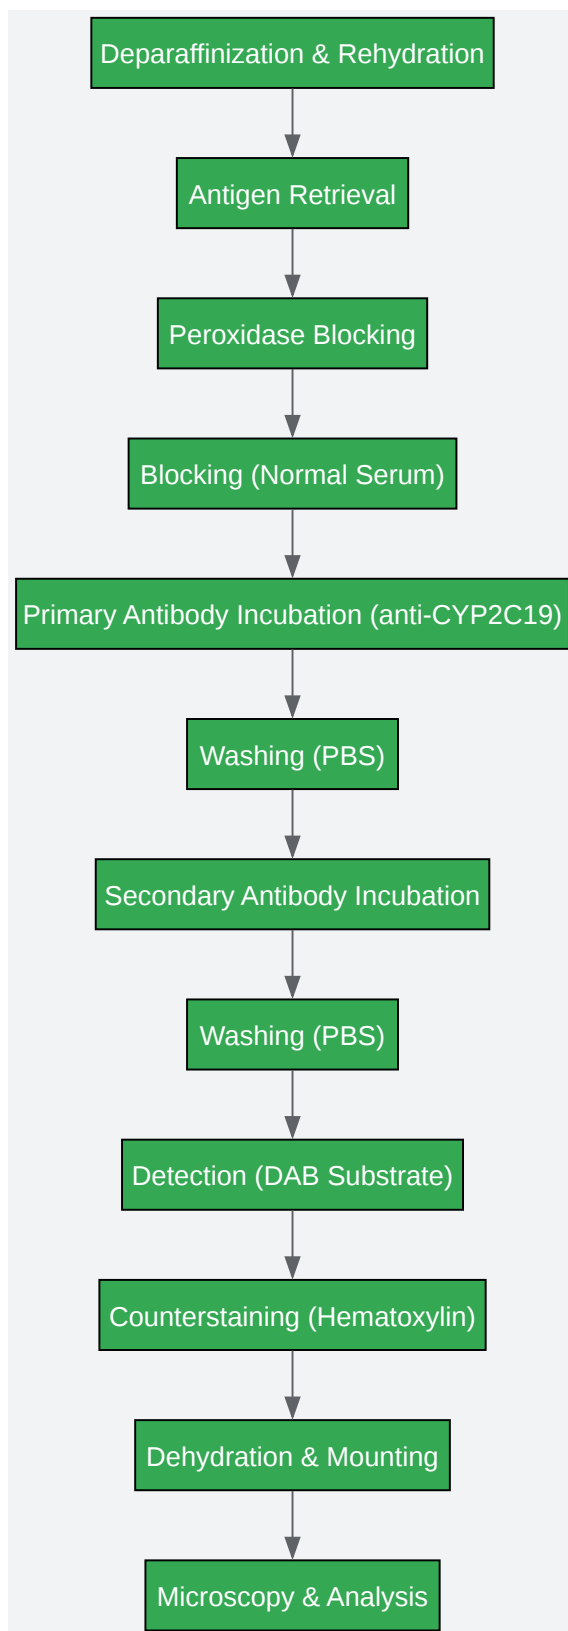 Deparaffinization & Rehydration
Antigen Retrieval
Peroxidase Blocking
Blocking (Normal Serum)
Primary Antibody Incubation (anti-CYP2C19)
Washing (PBS)
Secondary Antibody Incubation
Washing (PBS)
Detection (DAB Substrate)
Counterstaining (Hematoxylin)
Dehydration & Mounting
Microscopy & Analysis